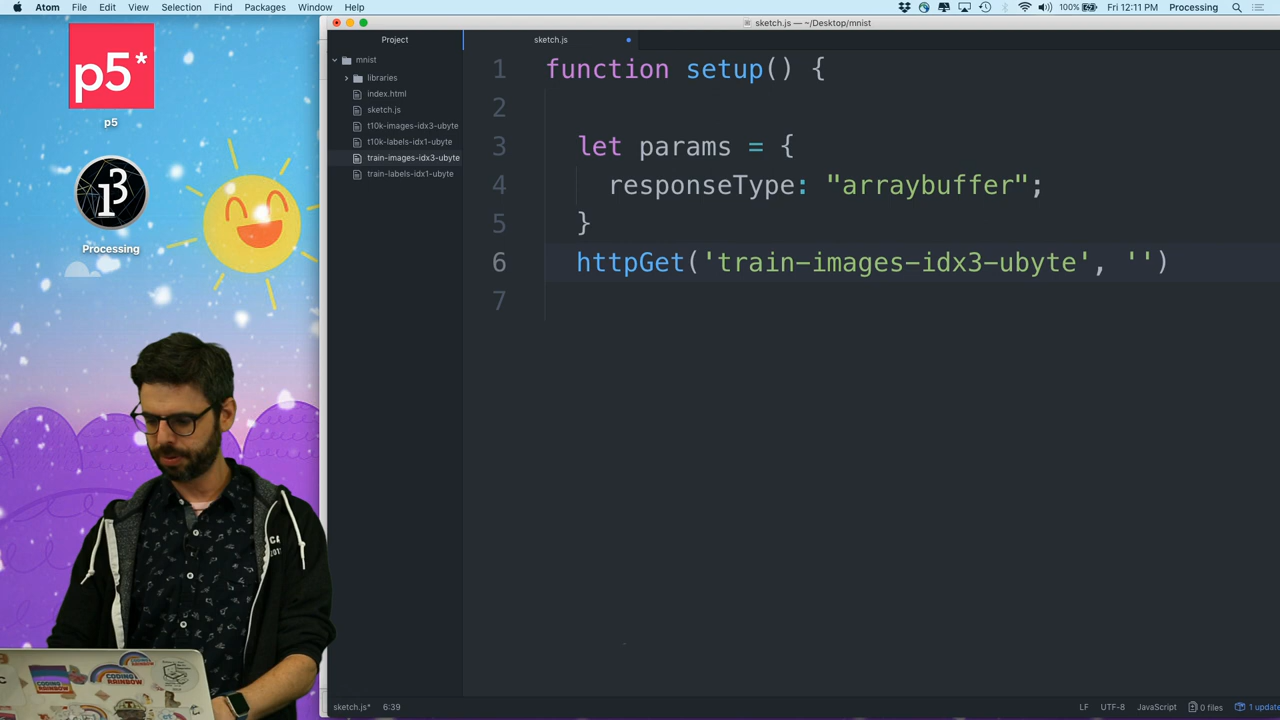 Atom File Edit View Selection Find Packages Window Help
100% Fri 12:11 PM Processing
sketch.js — ~/Desktop/mnist
Project
sketch.js
mnist
libraries
index.html
sketch.js
t10k-images-idx3-ubyte
t10k-labels-idx1-ubyte
train-images-idx3-ubyte
train-labels-idx1-ubyte
p5*
p5
Processing
1 function setup() {
2
3 let params = {
4 responseType: "arraybuffer";
5 }
6 httpGet('train-images-idx3-ubyte', '')
7
CODING RAINBOW
sketch.js* 6:39
LF UTF-8 JavaScript 0 files 1 update